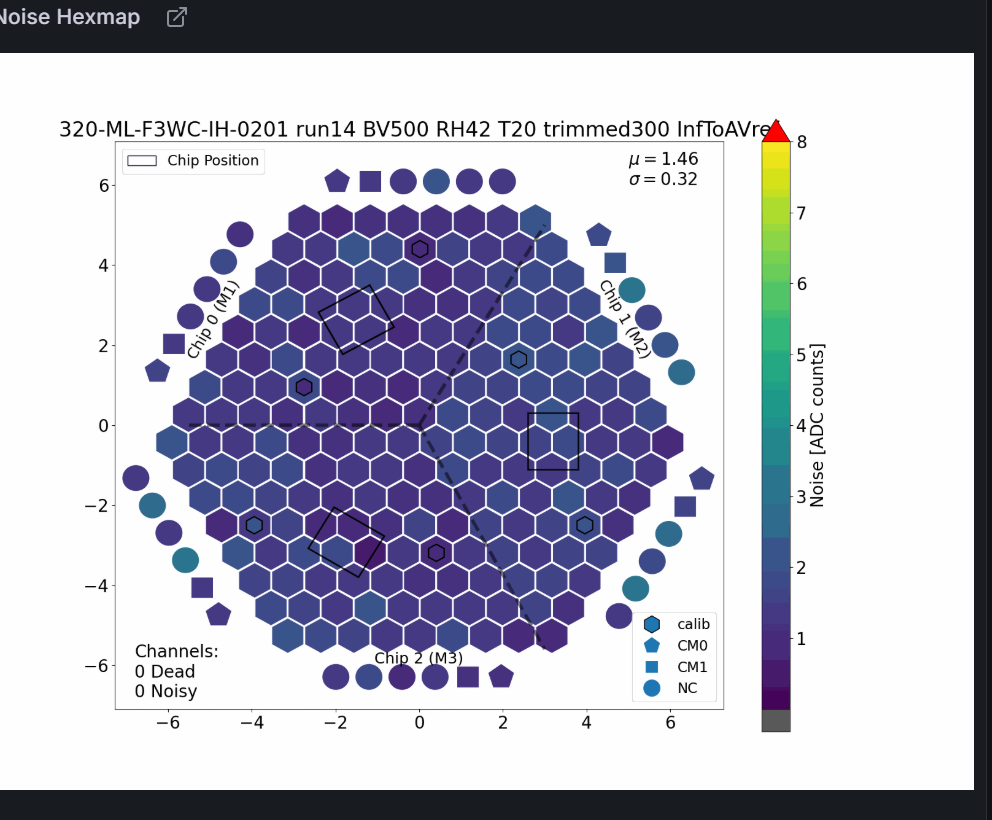 Noise Hexmap
320-ML-F3WC-IH-0201 run14 BV500 RH42 T20 trimmed300 InfToAVre
Chip Position
μ = 1.46
σ = 0.32
Chip 0 (M1)
Chip 1 (M2)
Chip 2 (M3)
Channels:
0 Dead
0 Noisy
calib
CM0
CM1
NC
6
4
2
0
−2
−4
−6
−6
−4
−2
0
2
4
6
8
7
6
5
4
3
2
1
Noise [ADC counts]